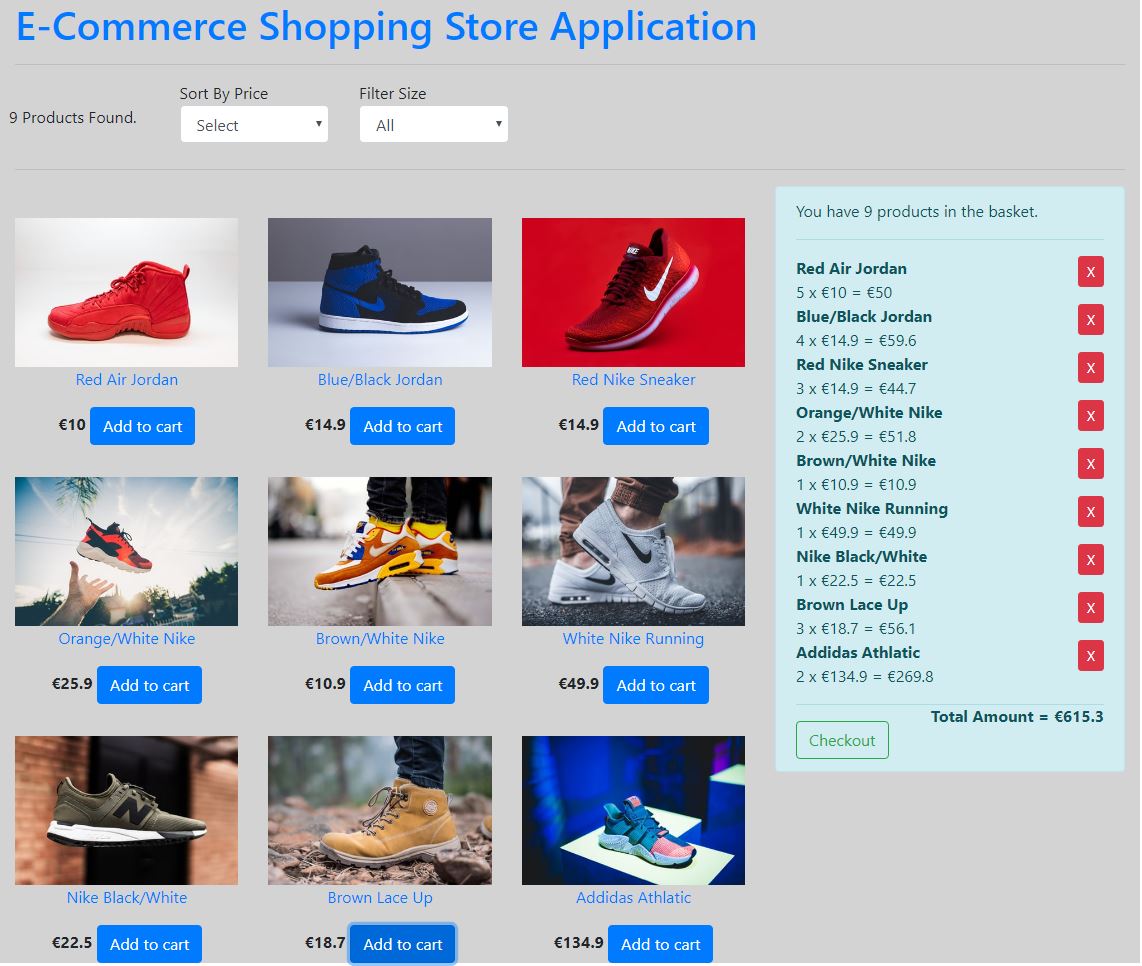 E-Commerce Shopping Store Application
9 Products Found.
Sort By Price
Select
Filter Size
All
Red Air Jordan
€10 Add to cart
Blue/Black Jordan
€14.9 Add to cart
NIKE
Red Nike Sneaker
€14.9 Add to cart
Orange/White Nike
€25.9 Add to cart
Brown/White Nike
€10.9 Add to cart
White Nike Running
€49.9 Add to cart
Nike Black/White
€22.5 Add to cart
Brown Lace Up
€18.7 Add to cart
Addidas Athlatic
€134.9 Add to cart
You have 9 products in the basket.
Red Air Jordan X
5 x €10 = €50
Blue/Black Jordan X
4 x €14.9 = €59.6
Red Nike Sneaker X
3 x €14.9 = €44.7
Orange/White Nike X
2 x €25.9 = €51.8
Brown/White Nike X
1 x €10.9 = €10.9
White Nike Running X
1 x €49.9 = €49.9
Nike Black/White X
1 x €22.5 = €22.5
Brown Lace Up X
3 x €18.7 = €56.1
Addidas Athlatic X
2 x €134.9 = €269.8
Total Amount = €615.3
Checkout